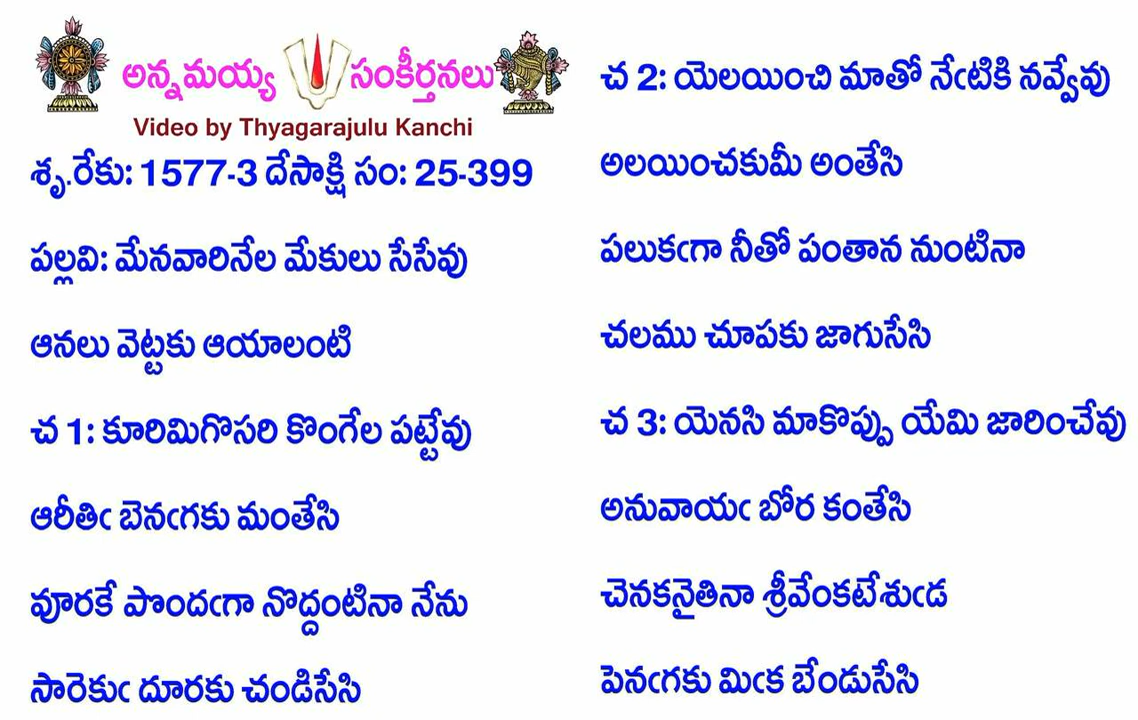 అన్నమయ్య సంకీర్తనలు
Video by Thyagarajulu Kanchi
శృ.రేకు: 1577-3 దేసాక్షి సం: 25-399
పల్లవి: మేనవారినేల మేకులు సేసేవు
ఆనలు వెట్టకు ఆయాలంటి
చ 1: కూరిమిగొసరి కొంగేల పట్టేవు
ఆరీతిఁ బెనఁగకు మంతేసి
వూరకే పొందఁగా నొద్దంటినా నేను
సారెకుఁ దూరకు చండిసేసి
చ 2: యెలయించి మాతో నేఁటికి నవ్వేవు
అలయించకుమీ అంతేసి
పలుకఁగా నీతో పంతాన నుంటినా
చలము చూపకు జాగుసేసి
చ 3: యెనసి మాకొప్పు యేమి జారించేవు
అనువాయఁ బోర కంతేసి
చెనకనైతినా శ్రీవేంకటేశుఁడ
పెనఁగకు మిఁక బేండుసేసి